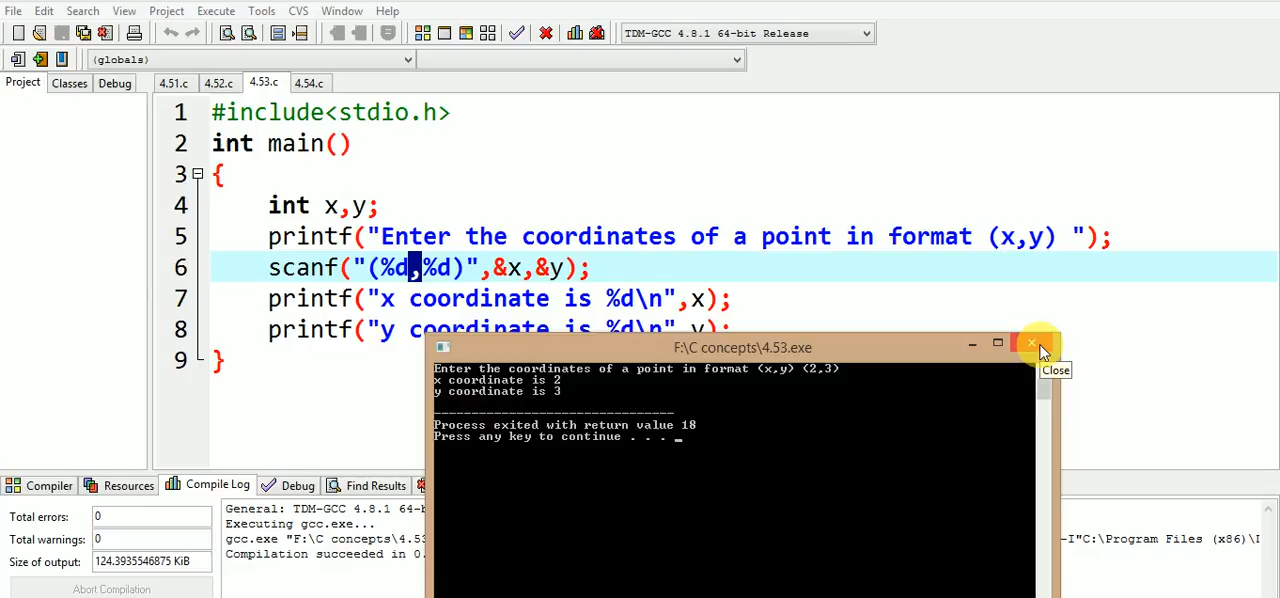 File Edit Search View Project Execute Tools CVS Window Help
TDM-GCC 4.8.1 64-bit Release
(globals)
Project Classes Debug 4.51.c 4.52.c 4.53.c 4.54.c
1 #include<stdio.h>
2 int main()
3 {
4 int x,y;
5 printf("Enter the coordinates of a point in format (x,y) ");
6 scanf("(%d,%d)",&x,&y);
7 printf("x coordinate is %d\n",x);
8 printf("y coordinate is %d\n",y);
9 }
F:\C concepts\4.53.exe
Close
Enter the coordinates of a point in format (x,y) (2,3)
x coordinate is 2
y coordinate is 3
--------------------------------
Process exited with return value 18
Press any key to continue . . . _
Compiler Resources Compile Log Debug Find Results
Total errors: 0
Total warnings: 0
Size of output: 124.3935546875 KiB
Abort Compilation
General: TDM-GCC 4.8.1 64-b
Executing gcc.exe...
gcc.exe "F:\C concepts\4.53 -I"C:\Program Files (x86)\
Compilation succeeded in 0.